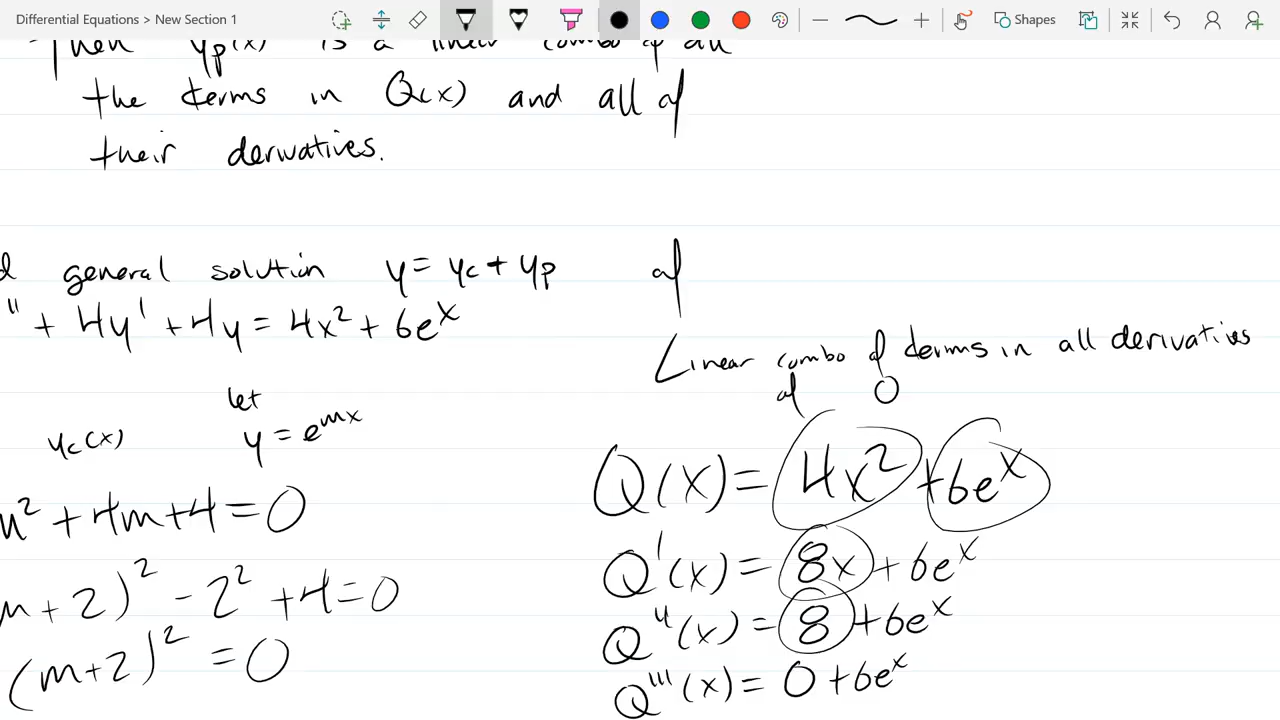 Differential Equations > New Section 1
Shapes
Then yp(x) is a linear combo of all
the terms in Q(x) and all of
their derivatives.
general solution y = yc + yp
of
'' + 4y' + 4y = 4x² + 6eˣ
Linear combo of terms in all derivatives
of Q
let
yc(x)
y = e^mx
Q(x) = 4x² + 6eˣ
m² + 4m + 4 = 0
Q'(x) = 8x + 6eˣ
m + 2)² - 2² + 4 = 0
Q''(x) = 8 + 6eˣ
(m+2)² = 0
Q'''(x) = 0 + 6eˣ